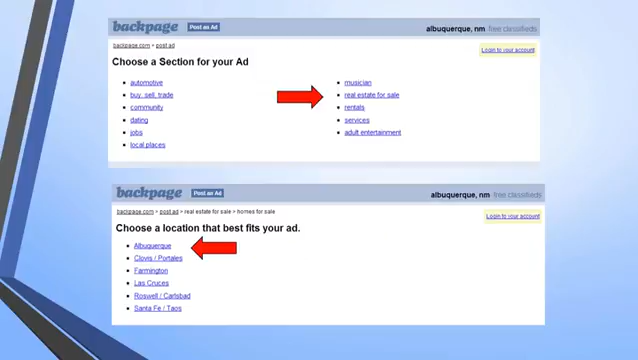 backpage Post an Ad albuquerque, nm free classifieds
backpage.com > post ad Login to your account
Choose a Section for your Ad
automotive
buy, sell, trade
community
dating
jobs
local places
musician
real estate for sale
rentals
services
adult entertainment
backpage Post an Ad albuquerque, nm free classifieds
backpage.com > post ad > real estate for sale > homes for sale Login to your account
Choose a location that best fits your ad.
Albuquerque
Clovis / Portales
Farmington
Las Cruces
Roswell / Carlsbad
Santa Fe / Taos